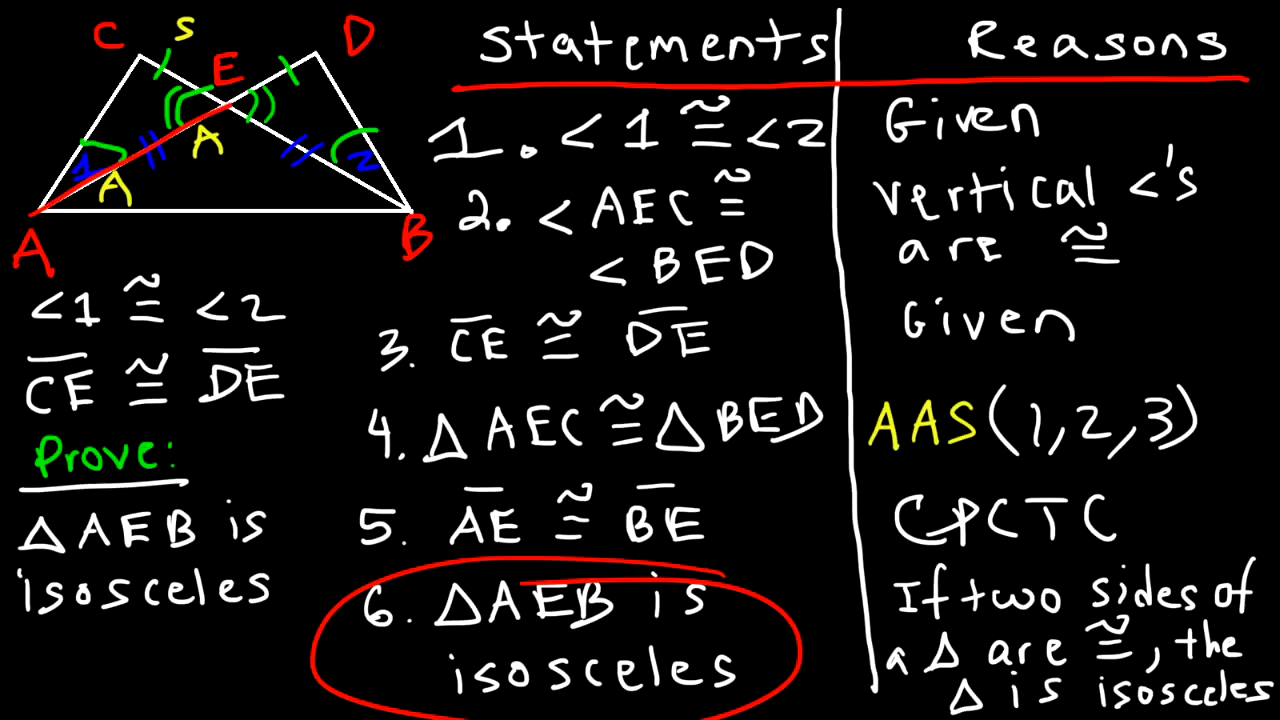 C S E D
1 A A 2
A B
<1 ≅ <2
CE ≅ DE
Prove:
△AEB is
isosceles
Statements
1. <1 ≅ <2
2. <AEC ≅
<BED
3. CE ≅ DE
4. △AEC ≅ △BED
5. AE ≅ BE
6. △AEB is
isosceles
Reasons
Given
vertical <'s
are ≅
Given
AAS (1,2,3)
CPCTC
If two sides of
a △ are ≅, the
△ is isosceles